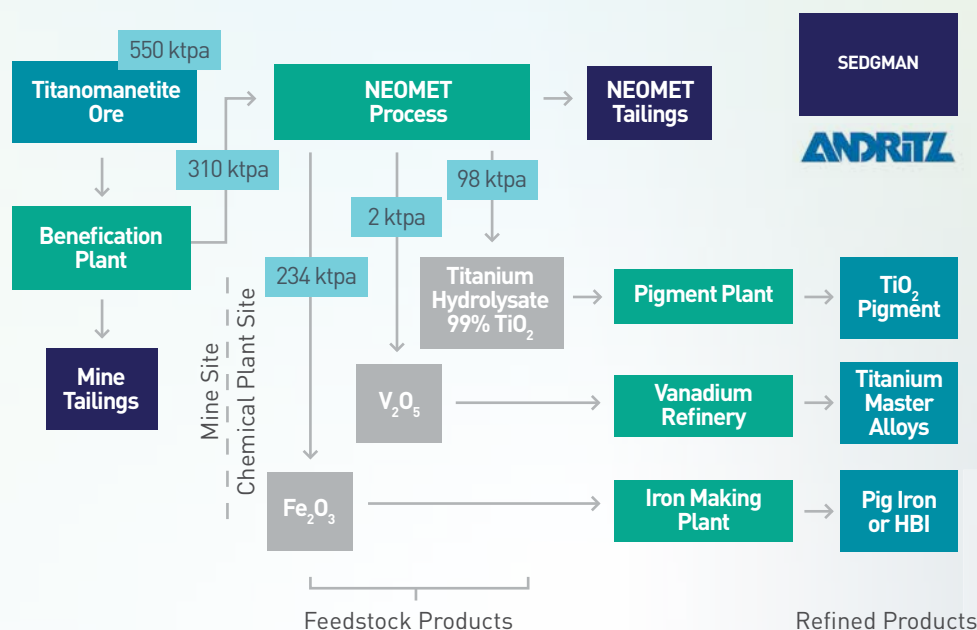 550 ktpa
Titanomanetite
Ore
NEOMET
Process
NEOMET
Tailings
SEDGMAN
ANDRITZ
310 ktpa
98 ktpa
2 ktpa
Benefication
Plant
234 ktpa
Titanium
Hydrolysate
99% TiO₂
Pigment Plant
TiO₂
Pigment
Mine
Tailings
Mine Site
Chemical Plant Site
V₂O₅
Vanadium
Refinery
Titanium
Master
Alloys
Fe₂O₃
Iron Making
Plant
Pig Iron
or HBI
Feedstock Products
Refined Products